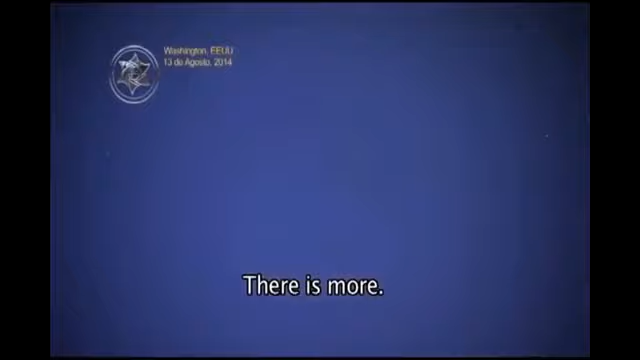 Washington, EEUU
13 de Agosto, 2014
There is more.